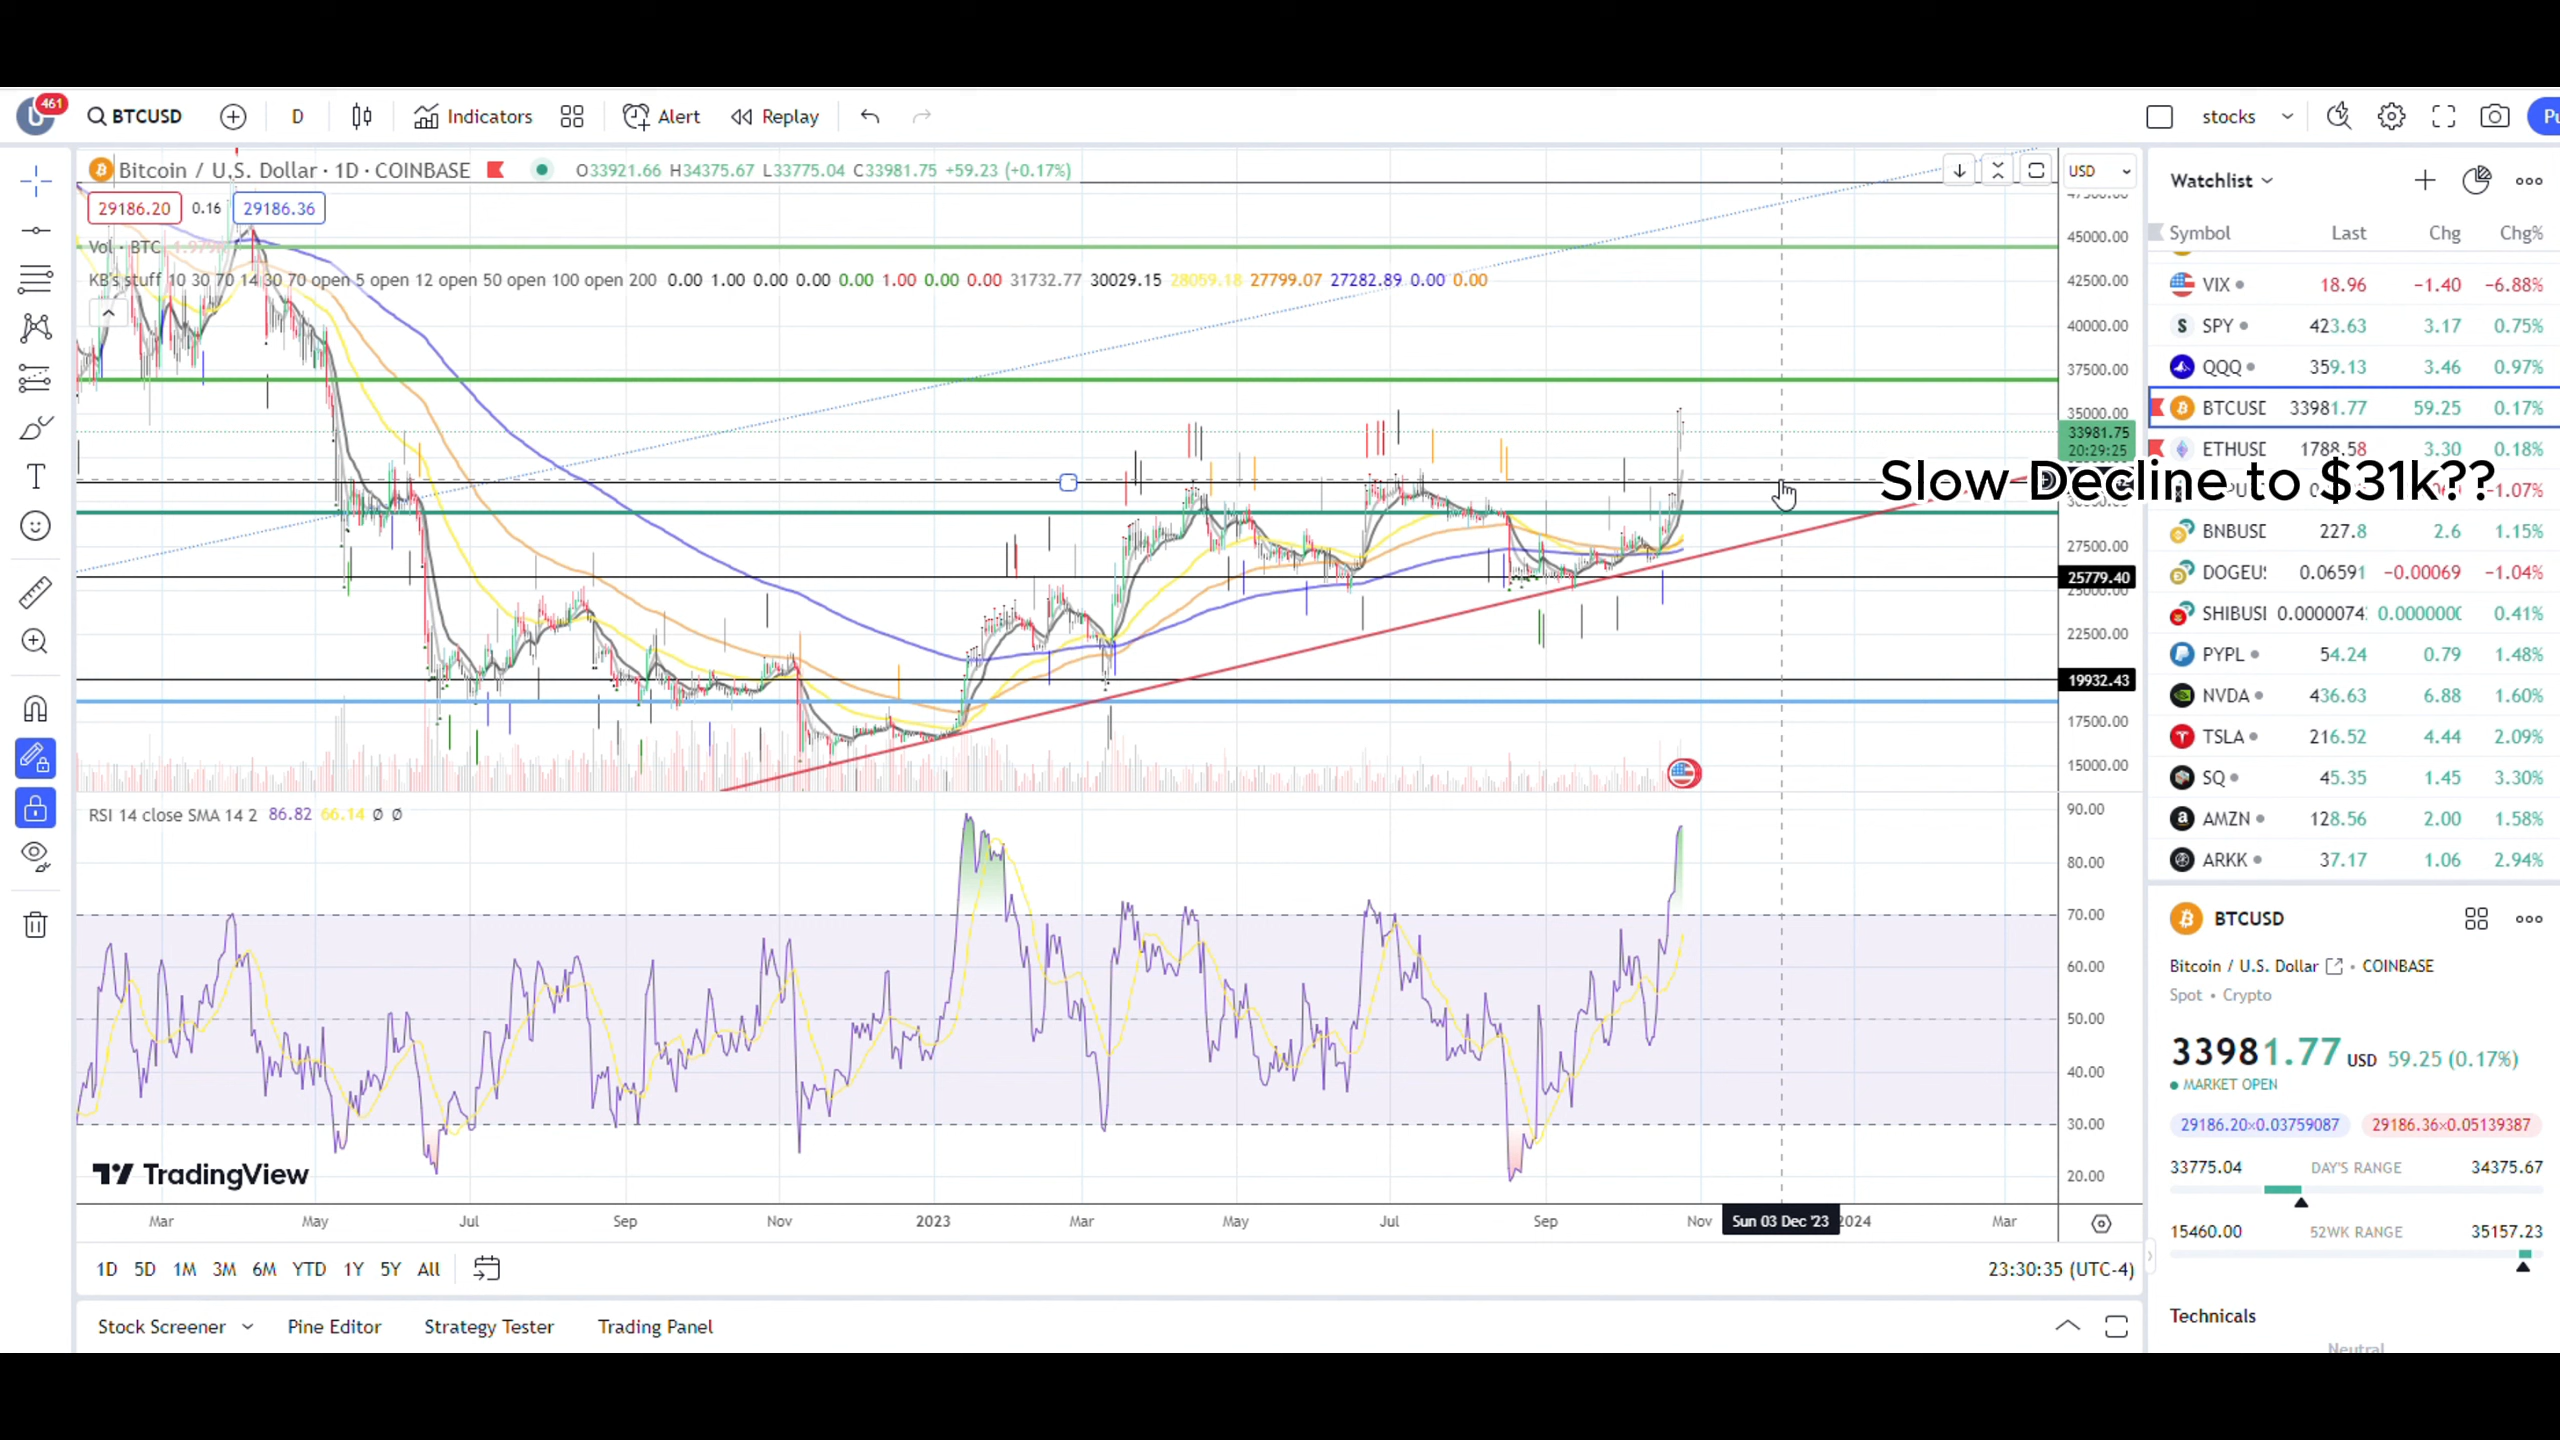 461
BTCUSD
D
Indicators
Alert
Replay
stocks
Bitcoin / U.S. Dollar · 1D · COINBASE
O33921.66 H34375.67 L33775.04 C33981.75 +59.23 (+0.17%)
USD
29186.20 0.16 29186.36
Vol · BTC
KB's stuff 10 30 70 14 30 70 open 5 open 12 open 50 open 100 open 200 0.00 1.00 0.00 0.00 0.00 1.00 0.00 0.00 31732.77 30029.15 28059.18 27799.07 27282.89 0.00 0.00
45000.00
42500.00
40000.00
37500.00
35000.00
33981.75
20:29:25
27500.00
25779.40
25000.00
22500.00
19932.43
17500.00
15000.00
Slow-Decline to $31k??
RSI 14 close SMA 14 2 86.82 66.14 Ø Ø
90.00
80.00
70.00
60.00
50.00
40.00
30.00
20.00
TradingView
Mar May Jul Sep Nov 2023 Mar May Jul Sep Nov Sun 03 Dec '23 2024 Mar
1D 5D 1M 3M 6M YTD 1Y 5Y All
23:30:35 (UTC-4)
Stock Screener Pine Editor Strategy Tester Trading Panel
Watchlist
Symbol Last Chg Chg%
VIX 18.96 −1.40 −6.88%
SPY 423.63 3.17 0.75%
QQQ 359.13 3.46 0.97%
BTCUSD 33981.77 59.25 0.17%
ETHUSD 1788.58 3.30 0.18%
-1.07%
BNBUSD 227.8 2.6 1.15%
DOGEU 0.06591 −0.00069 −1.04%
SHIBUSI 0.0000074 0.0000000 0.41%
PYPL 54.24 0.79 1.48%
NVDA 436.63 6.88 1.60%
TSLA 216.52 4.44 2.09%
SQ 45.35 1.45 3.30%
AMZN 128.56 2.00 1.58%
ARKK 37.17 1.06 2.94%
BTCUSD
Bitcoin / U.S. Dollar • COINBASE
Spot • Crypto
33981.77 USD 59.25 (0.17%)
MARKET OPEN
29186.20×0.03759087 29186.36×0.05139387
33775.04 DAY'S RANGE 34375.67
15460.00 52WK RANGE 35157.23
Technicals
Neutral